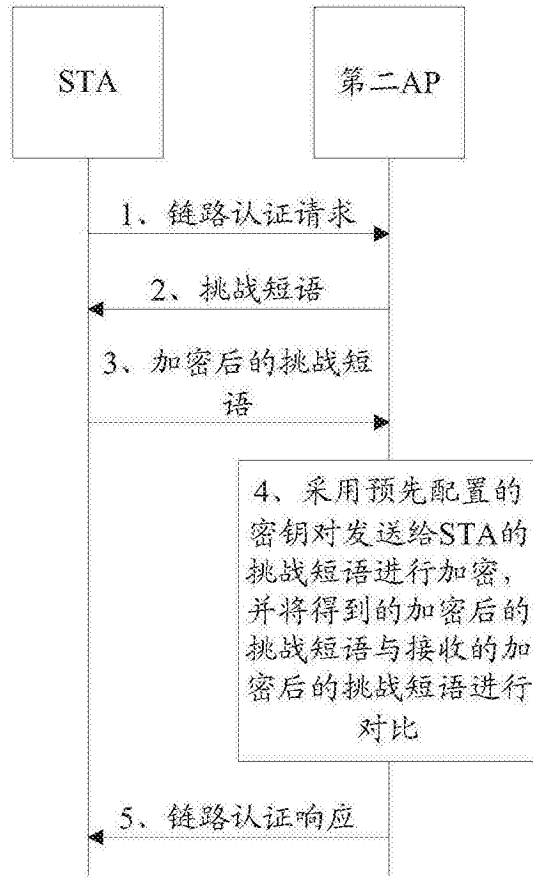 STA
第二AP
1、链路认证请求
2、挑战短语
3、加密后的挑战短
语
4、采用预先配置的
密钥对发送给STA的
挑战短语进行加密，
并将得到的加密后的
挑战短语与接收的加
密后的挑战短语进行
对比
5、链路认证响应